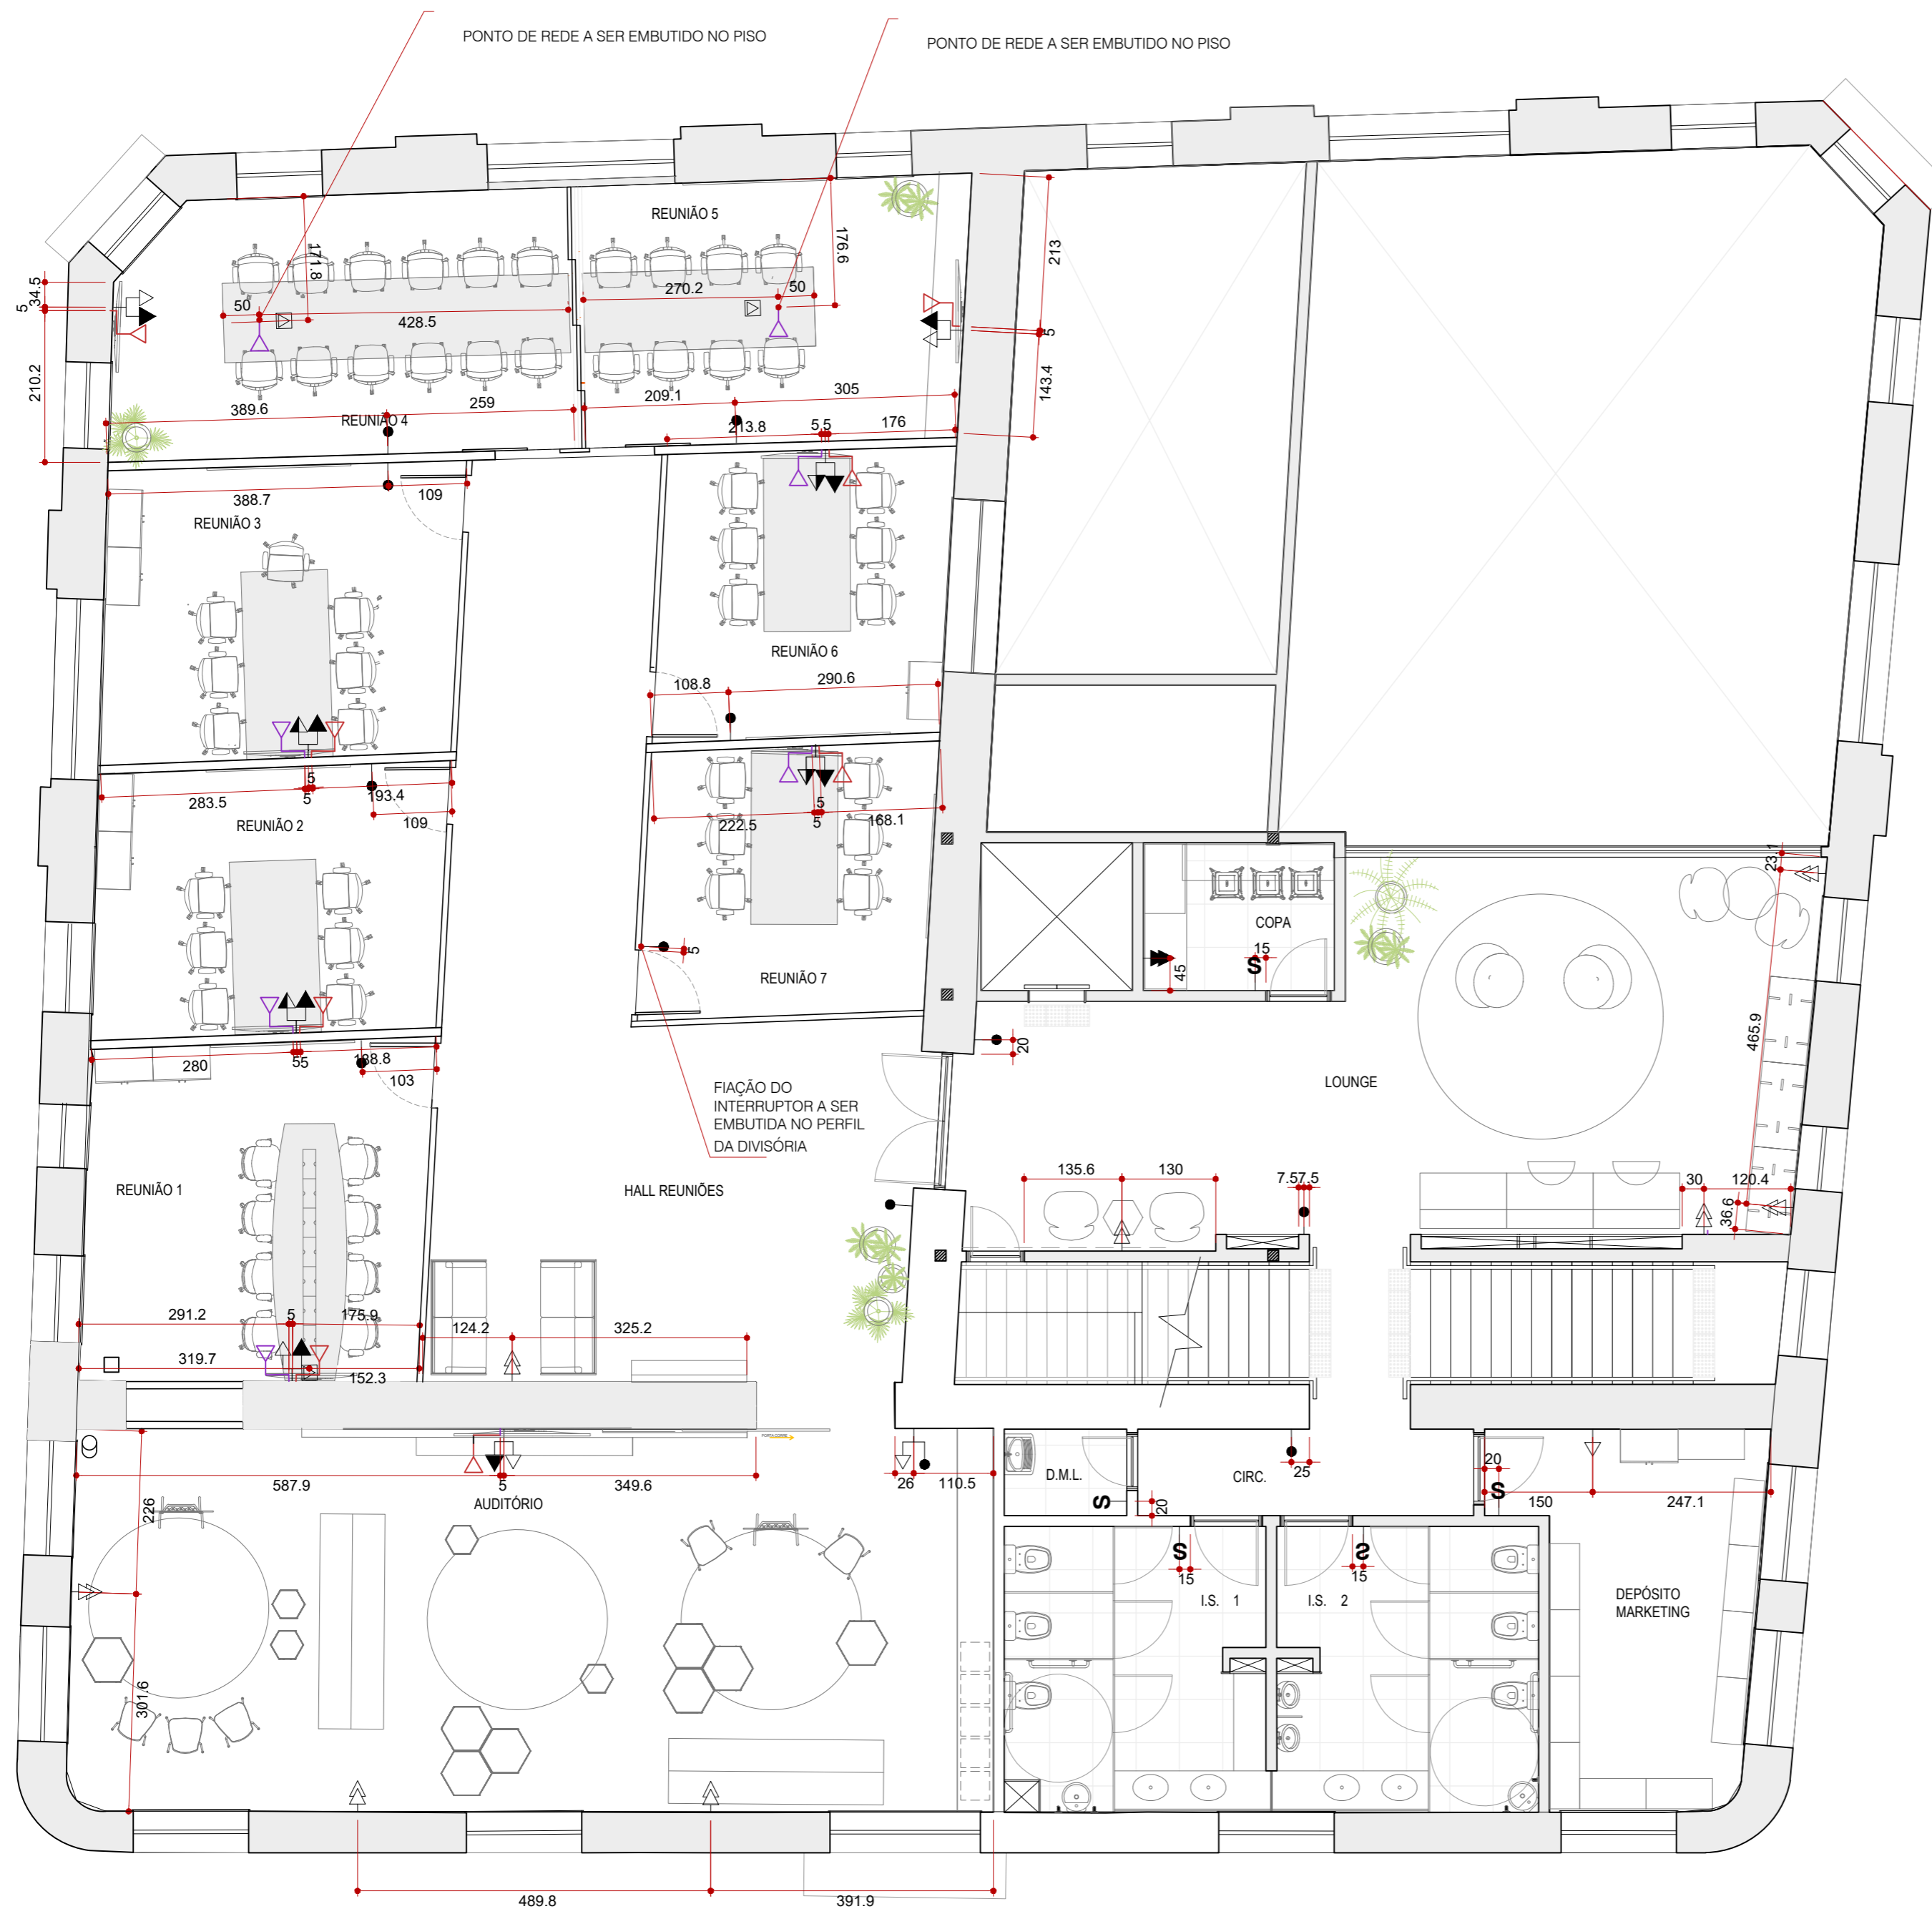 PONTO DE REDE A SER EMBUTIDO NO PISO
PONTO DE REDE A SER EMBUTIDO NO PISO
REUNIÃO 5
171.8
176.6
213
34.5
5
50
428.5
270.2
50
5
210.2
143.4
389.6
259
209.1
305
REUNIÃO 4
213.8
5.5
176
388.7
109
REUNIÃO 3
REUNIÃO 6
108.8
290.6
283.5
5
5
193.4
109
REUNIÃO 2
222.5
5
5
168.1
23.1
COPA
15
S
45
5
REUNIÃO 7
465.9
20
LOUNGE
280
55
188.8
103
FIAÇÃO DO
INTERRUPTOR A SER
EMBUTIDA NO PERFIL
DA DIVISÓRIA
135.6
130
7.57.5
30
120.4
36.6
REUNIÃO 1
HALL REUNIÕES
291.2
5
175.9
124.2
325.2
319.7
152.3
587.9
5
349.6
26
110.5
D.M.L.
CIRC.
25
20
S
150
247.1
AUDITÓRIO
226
S
20
S
15
S
15
I.S. 1
I.S. 2
DEPÓSITO
MARKETING
301.6
489.8
391.9